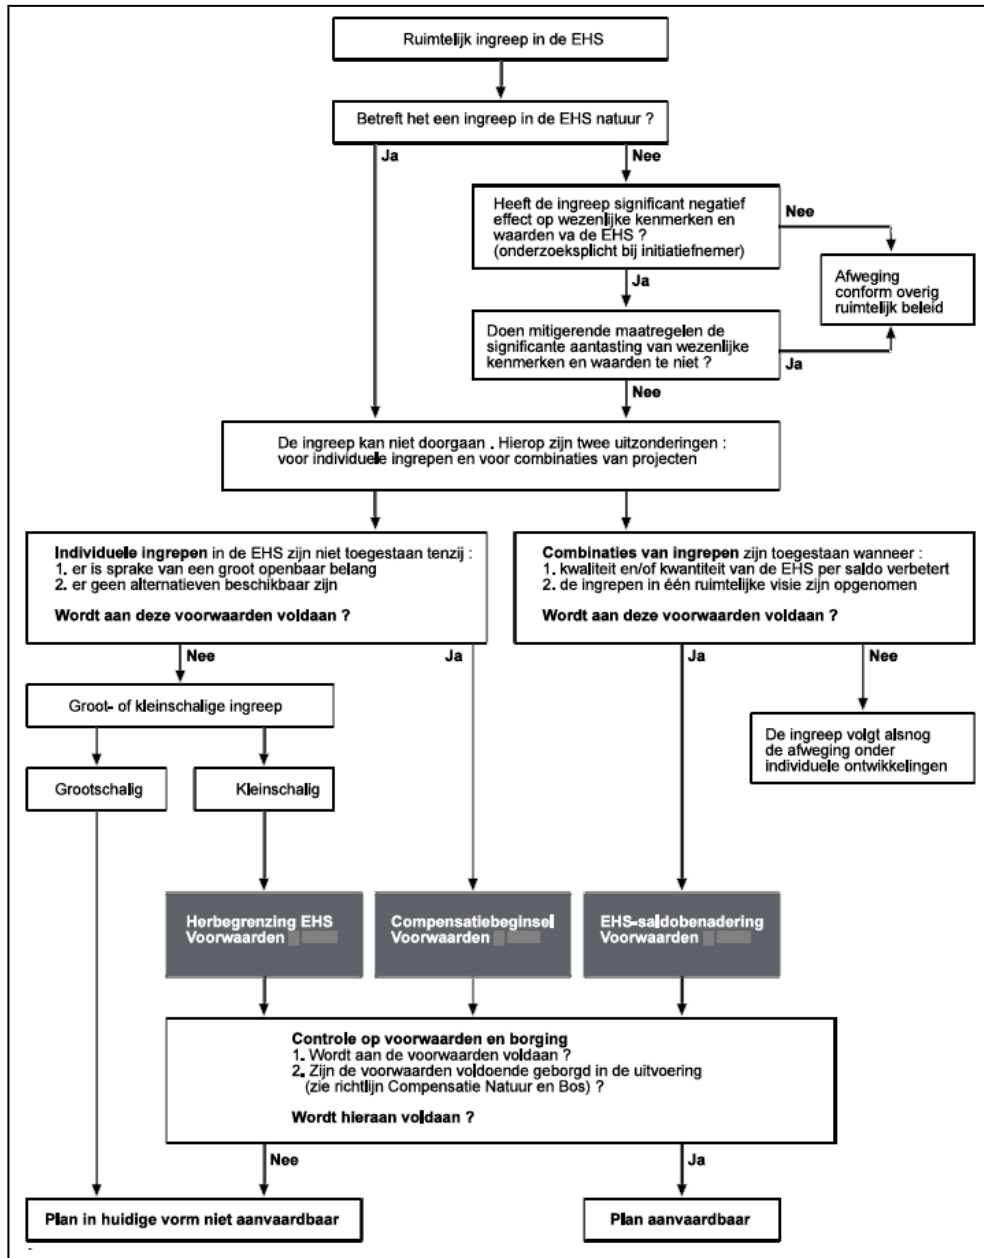 Ruimtelijk ingreep in de EHS
Betreft het een ingreep in de EHS natuur ?
Ja
Nee
Heeft de ingreep significant negatief
effect op wezenlijke kenmerken en
waarden va de EHS ?
(onderzoeksplicht bij initiatiefnemer)
Nee
Ja
Afweging
conform overig
ruimtelijk beleid
Doen mitigerende maatregelen de
significante aantasting van wezenlijke
kenmerken en waarden te niet ?
Ja
Nee
De ingreep kan niet doorgaan . Hierop zijn twee uitzonderingen :
voor individuele ingrepen en voor combinaties van projecten
Individuele ingrepen in de EHS zijn niet toegestaan tenzij :
1. er is sprake van een groot openbaar belang
2. er geen alternatieven beschikbaar zijn
Wordt aan deze voorwaarden voldaan ?
Combinaties van ingrepen zijn toegestaan wanneer :
1. kwaliteit en/of kwantiteit van de EHS per saldo verbetert
2. de ingrepen in één ruimtelijke visie zijn opgenomen
Wordt aan deze voorwaarden voldaan ?
Nee
Ja
Ja
Nee
Groot- of kleinschalige ingreep
De ingreep volgt alsnog
de afweging onder
individuele ontwikkelingen
Grootschalig
Kleinschalig
Herbegrenzing EHS
Voorwaarden
Compensatiebeginsel
Voorwaarden
EHS-saldobenadering
Voorwaarden
Controle op voorwaarden en borging
1. Wordt aan de voorwaarden voldaan ?
2. Zijn de voorwaarden voldoende geborgd in de uitvoering
(zie richtlijn Compensatie Natuur en Bos) ?
Wordt hieraan voldaan ?
Nee
Ja
Plan in huidige vorm niet aanvaardbaar
Plan aanvaardbaar